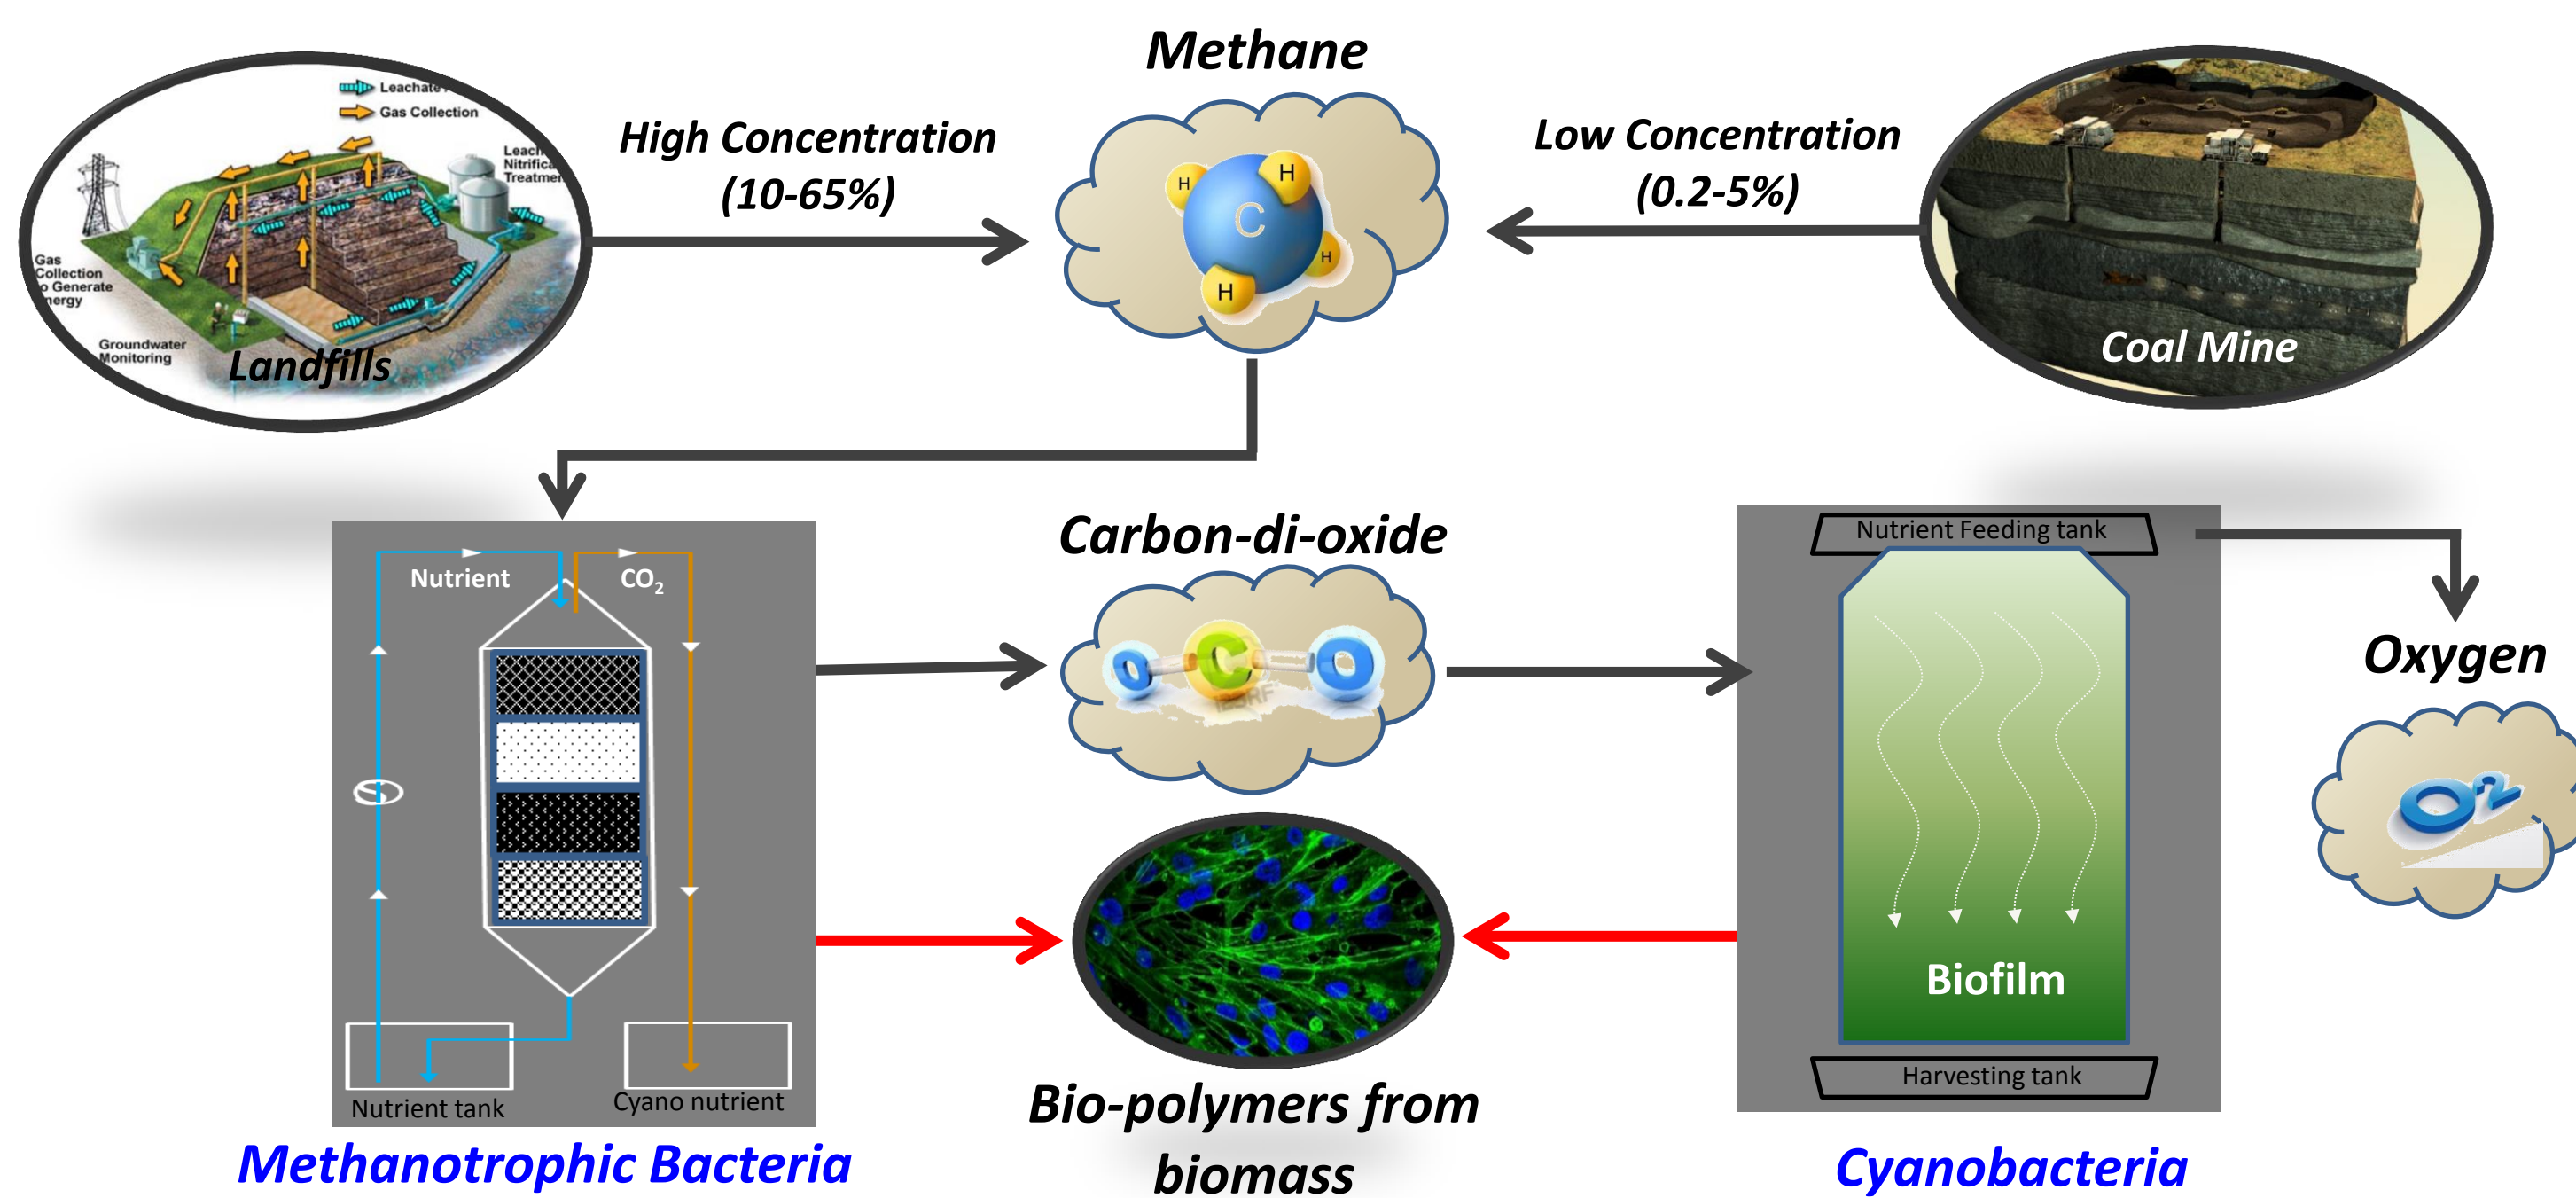 Methane
Leachate
Gas Collection
High Concentration
(10-65%)
Low Concentration
(0.2-5%)
Treatmen
H
H
C
H
H
Gas
Collection
o Generate
nergy
Groundwater
Monitoring
Landfills
Coal Mine
Nutrient
CO₂
Carbon-di-oxide
O C O
Nutrient Feeding tank
Oxygen
O2
Biofilm
Nutrient tank
Cyano nutrient
Harvesting tank
Bio-polymers from
biomass
Methanotrophic Bacteria
Cyanobacteria